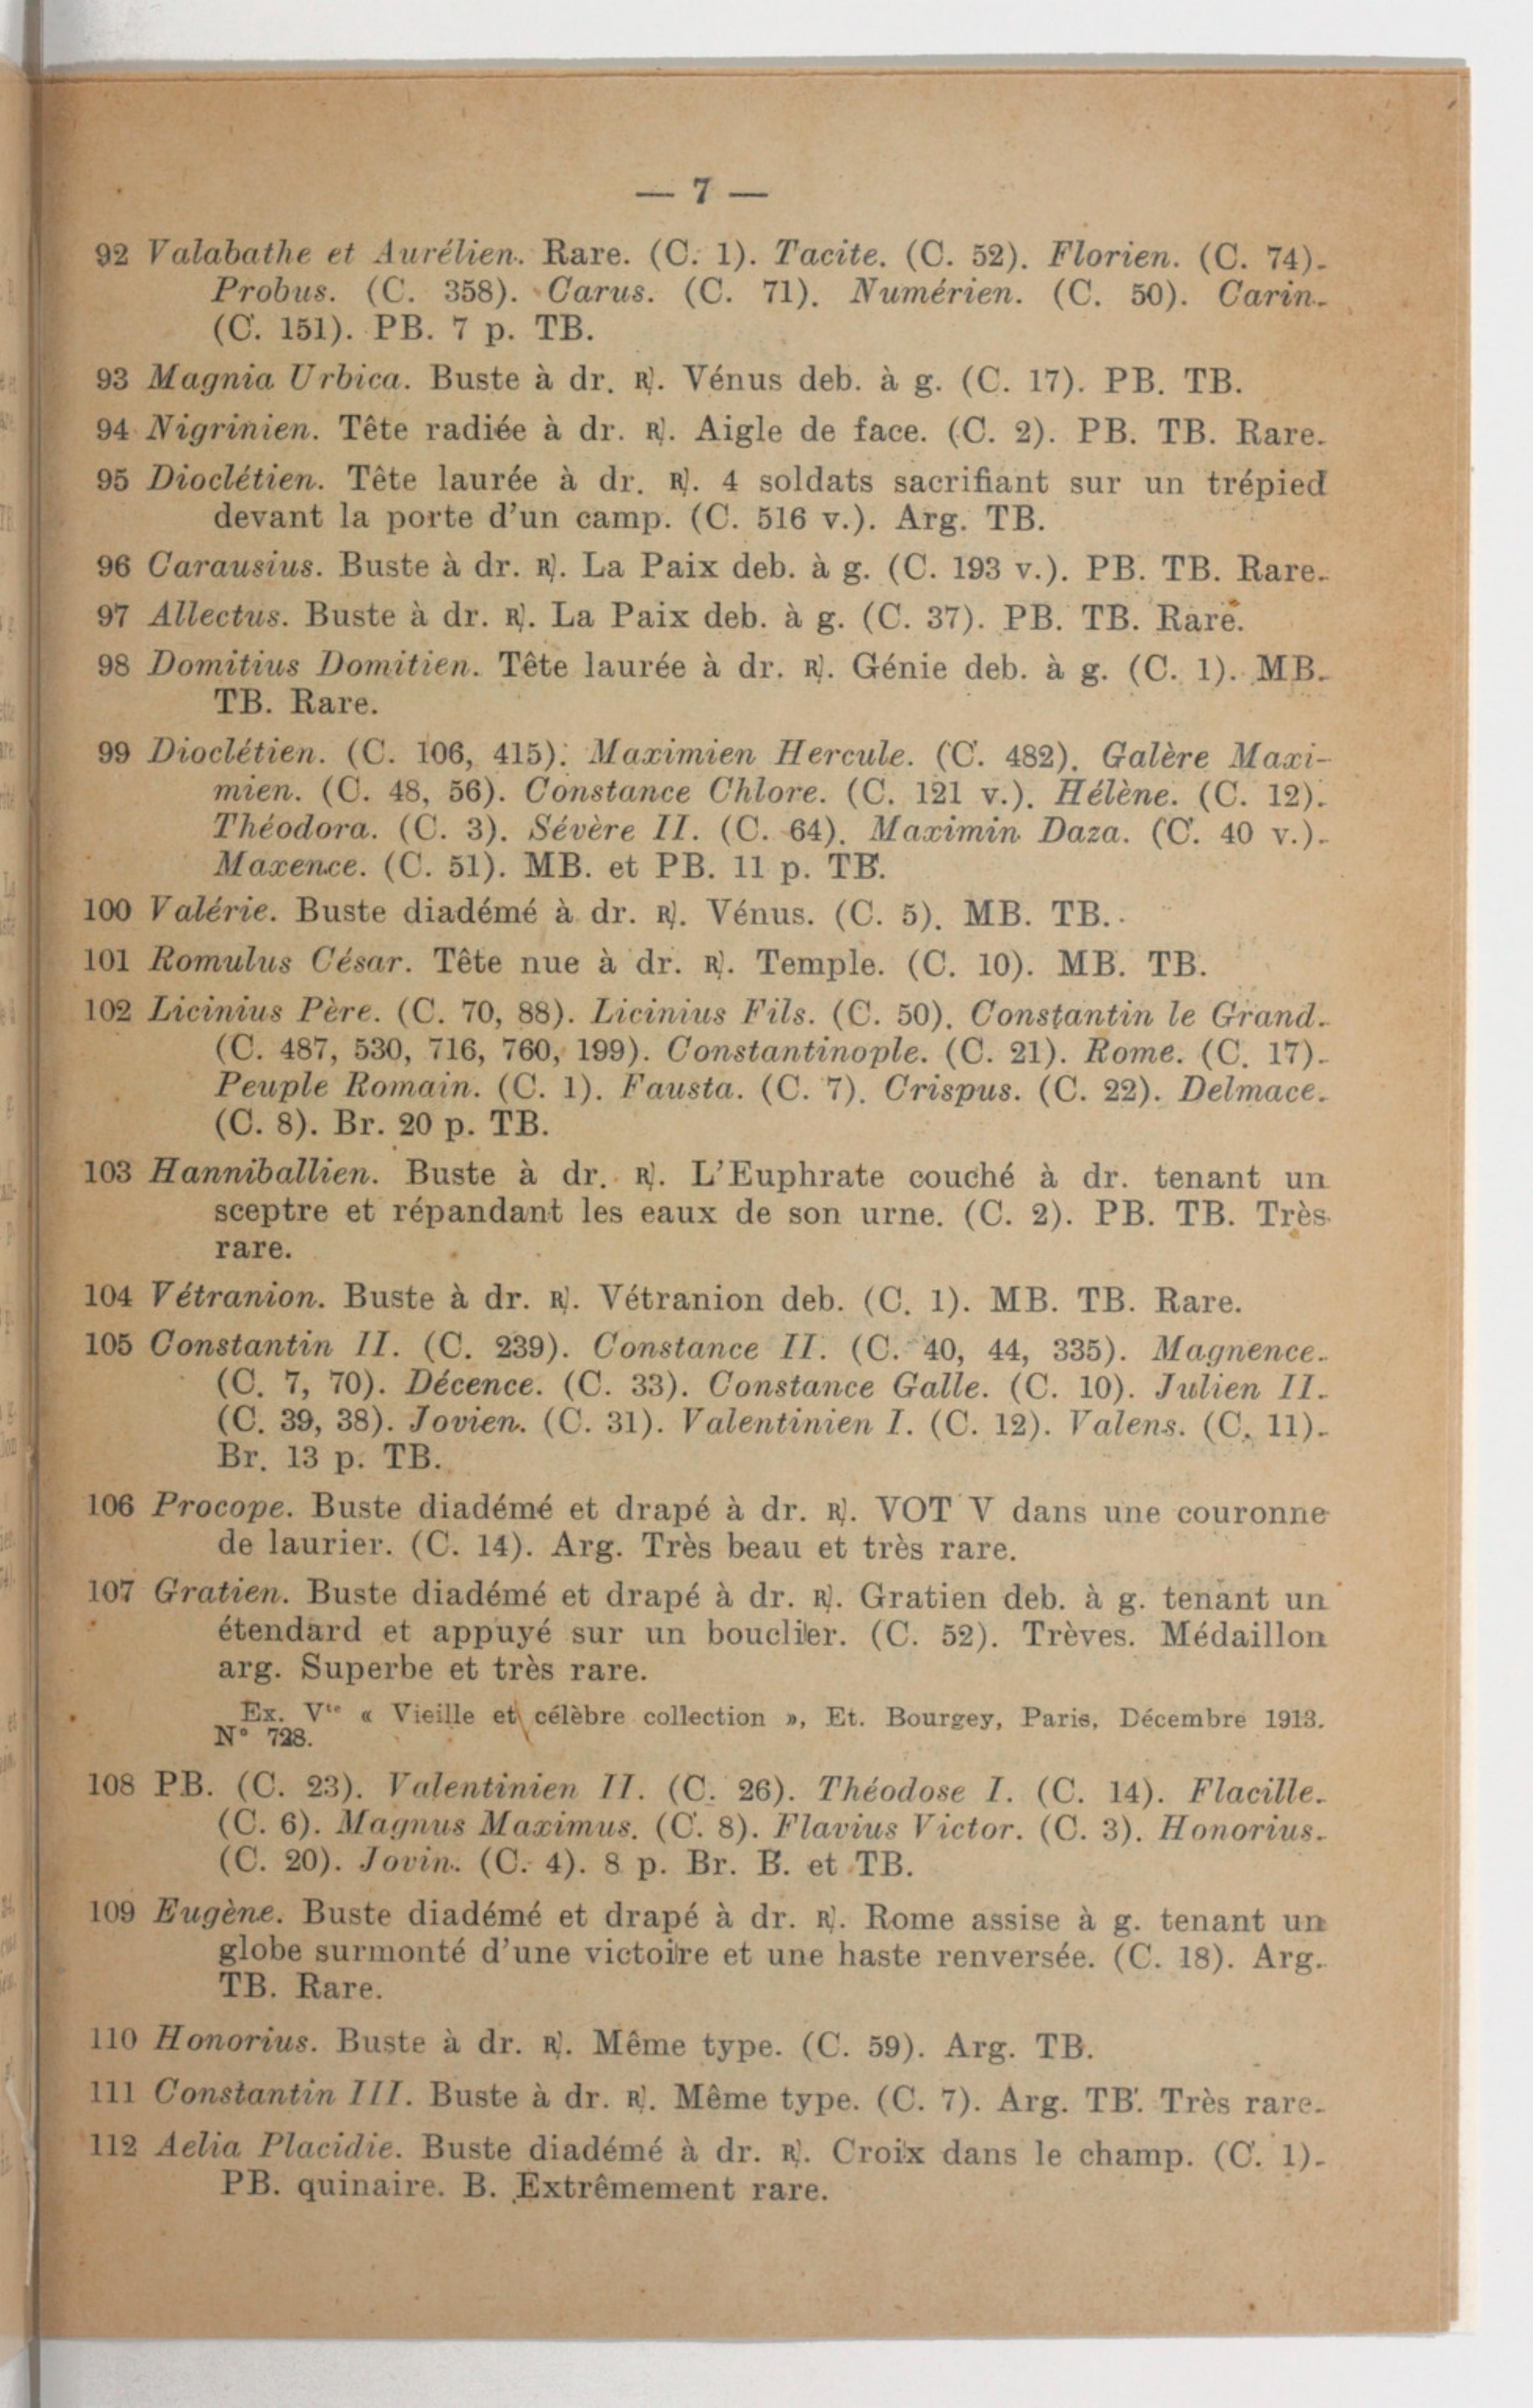 — 7 —
92 Valabathe et Aurélien. Rare. (C. 1). Tacite. (C. 52). Florien. (C. 74).
Probus. (C. 358). Carus. (C. 71). Numérien. (C. 50). Carin.
(C. 151). PB. 7 p. TB.
93 Magnia Urbica. Buste à dr. ꝶ. Vénus deb. à g. (C. 17). PB. TB.
94 Nigrinien. Tête radiée à dr. ꝶ. Aigle de face. (C. 2). PB. TB. Rare.
95 Dioclétien. Tête laurée à dr. ꝶ. 4 soldats sacrifiant sur un trépied
devant la porte d'un camp. (C. 516 v.). Arg. TB.
96 Carausius. Buste à dr. ꝶ. La Paix deb. à g. (C. 193 v.). PB. TB. Rare.
97 Allectus. Buste à dr. ꝶ. La Paix deb. à g. (C. 37). PB. TB. Rare.
98 Domitius Domitien. Tête laurée à dr. ꝶ. Génie deb. à g. (C. 1). MB.
TB. Rare.
99 Dioclétien. (C. 106, 415). Maximien Hercule. (C. 482). Galère Maxi-
mien. (C. 48, 56). Constance Chlore. (C. 121 v.). Hélène. (C. 12).
Théodora. (C. 3). Sévère II. (C. 64). Maximin Daza. (C. 40 v.).
Maxence. (C. 51). MB. et PB. 11 p. TB.
100 Valérie. Buste diadémé à dr. ꝶ. Vénus. (C. 5). MB. TB.
101 Romulus César. Tête nue à dr. ꝶ. Temple. (C. 10). MB. TB.
102 Licinius Père. (C. 70, 88). Licinius Fils. (C. 50). Constantin le Grand.
(C. 487, 530, 716, 760, 199). Constantinople. (C. 21). Rome. (C. 17).
Peuple Romain. (C. 1). Fausta. (C. 7). Crispus. (C. 22). Delmace.
(C. 8). Br. 20 p. TB.
103 Hanniballien. Buste à dr. ꝶ. L'Euphrate couché à dr. tenant un
sceptre et répandant les eaux de son urne. (C. 2). PB. TB. Très
rare.
104 Vétranion. Buste à dr. ꝶ. Vétranion deb. (C. 1). MB. TB. Rare.
105 Constantin II. (C. 239). Constance II. (C. 40, 44, 335). Magnence.
(C. 7, 70). Décence. (C. 33). Constance Galle. (C. 10). Julien II.
(C. 39, 38). Jovien. (C. 31). Valentinien I. (C. 12). Valens. (C. 11).
Br. 13 p. TB.
106 Procope. Buste diadémé et drapé à dr. ꝶ. VOT V dans une couronne
de laurier. (C. 14). Arg. Très beau et très rare.
107 Gratien. Buste diadémé et drapé à dr. ꝶ. Gratien deb. à g. tenant un
étendard et appuyé sur un bouclier. (C. 52). Trèves. Médaillon
arg. Superbe et très rare.
Ex. Vte « Vieille et célèbre collection », Et. Bourgey, Paris, Décembre 1913.
N° 728.
108 PB. (C. 23). Valentinien II. (C. 26). Théodose I. (C. 14). Flacille.
(C. 6). Magnus Maximus. (C. 8). Flavius Victor. (C. 3). Honorius.
(C. 20). Jovin. (C. 4). 8 p. Br. B. et TB.
109 Eugène. Buste diadémé et drapé à dr. ꝶ. Rome assise à g. tenant un
globe surmonté d'une victoire et une haste renversée. (C. 18). Arg.
TB. Rare.
110 Honorius. Buste à dr. ꝶ. Même type. (C. 59). Arg. TB.
111 Constantin III. Buste à dr. ꝶ. Même type. (C. 7). Arg. TB. Très rare.
112 Aelia Placidie. Buste diadémé à dr. ꝶ. Croix dans le champ. (C. 1).
PB. quinaire. B. Extrêmement rare.